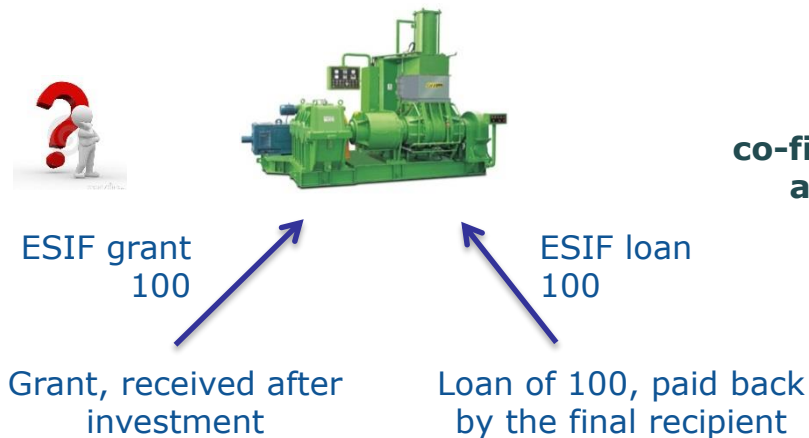 co-fi
a
ESIF grant
100
ESIF loan
100
Grant, received after
investment
Loan of 100, paid back
by the final recipient